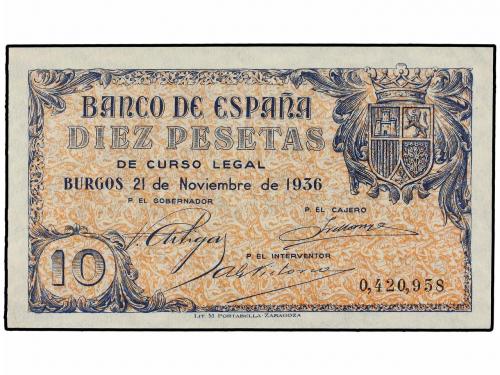 BANCO DE ESPAÑA
DIEZ PESETAS
DE CURSO LEGAL
BURGOS 21 de Noviembre de 1936
P. EL GOBERNADOR
P. EL CAJERO
P. EL INTERVENTOR
10
0,420,958
LIT. M. PORTABELLA-ZARAGOZA